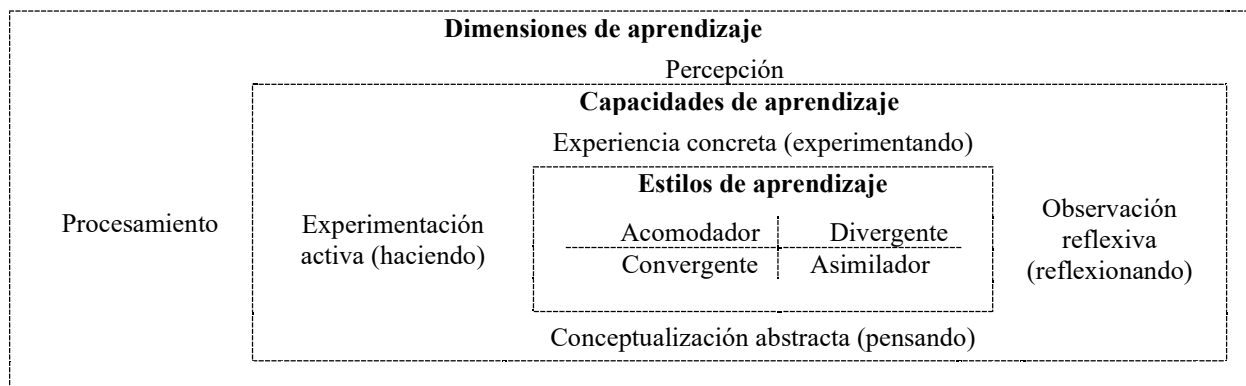 Dimensiones de aprendizaje
Percepción
Capacidades de aprendizaje
Experiencia concreta (experimentando)
Estilos de aprendizaje
Procesamiento
Experimentación
activa (haciendo)
Acomodador
Divergente
Convergente
Asimilador
Observación
reflexiva
(reflexionando)
Conceptualización abstracta (pensando)